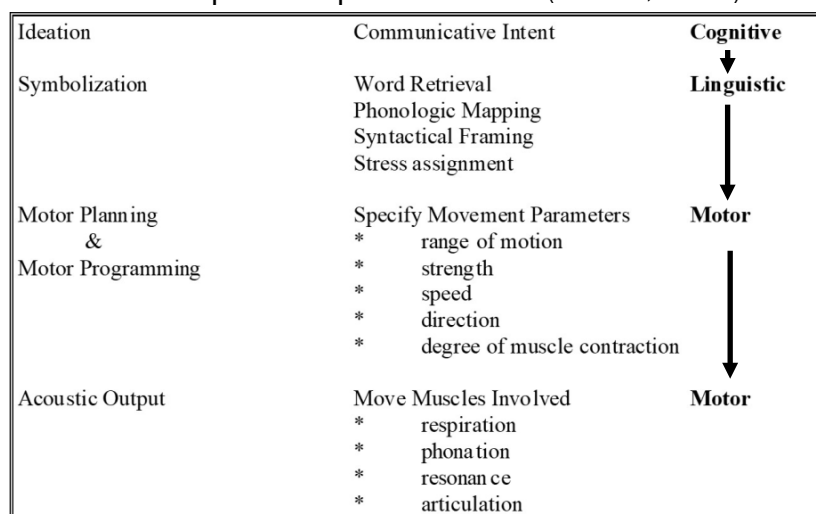 Ideation Communicative Intent Cognitive
Symbolization Word Retrieval Linguistic
Phonologic Mapping
Syntactical Framing
Stress assignment
Motor Planning Specify Movement Parameters Motor
& * range of motion
Motor Programming * strength
* speed
* direction
* degree of muscle contraction
Acoustic Output Move Muscles Involved Motor
* respiration
* phonation
* resonance
* articulation